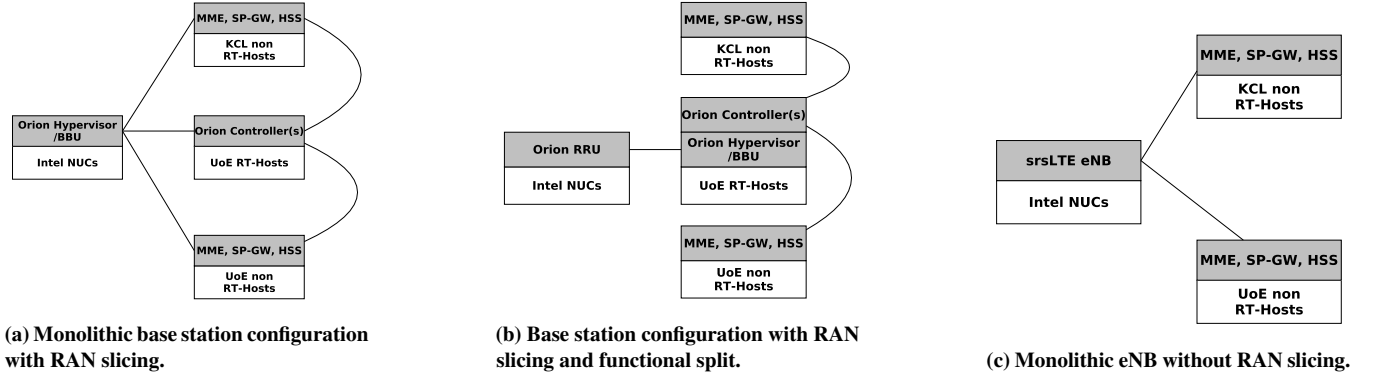 MME, SP-GW, HSS
KCL non
RT-Hosts
Orion Hypervisor
/BBU
Intel NUCs
Orion Controller(s)
UoE RT-Hosts
MME, SP-GW, HSS
UoE non
RT-Hosts
(a) Monolithic base station configuration
with RAN slicing.
MME, SP-GW, HSS
KCL non
RT-Hosts
Orion RRU
Intel NUCs
Orion Controller(s)
Orion Hypervisor
/BBU
UoE RT-Hosts
MME, SP-GW, HSS
UoE non
RT-Hosts
(b) Base station configuration with RAN
slicing and functional split.
MME, SP-GW, HSS
KCL non
RT-Hosts
srsLTE eNB
Intel NUCs
MME, SP-GW, HSS
UoE non
RT-Hosts
(c) Monolithic eNB without RAN slicing.